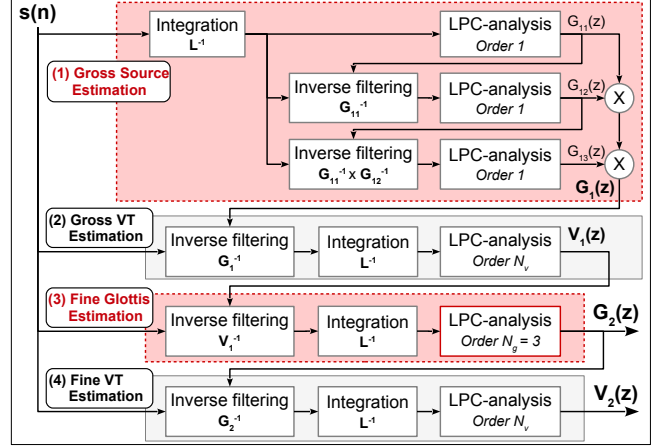 s(n)
Integration
L⁻¹
LPC-analysis
Order 1
G₁₁(z)
(1) Gross Source
Estimation
Inverse filtering
G₁₁⁻¹
LPC-analysis
Order 1
G₁₂(z)
X
Inverse filtering
G₁₁⁻¹ x G₁₂⁻¹
LPC-analysis
Order 1
G₁₃(z)
X
G₁(z)
(2) Gross VT
Estimation
Inverse filtering
G₁⁻¹
Integration
L⁻¹
LPC-analysis
Order Nᵥ
V₁(z)
(3) Fine Glottis
Estimation
Inverse filtering
V₁⁻¹
Integration
L⁻¹
LPC-analysis
Order N_g = 3
G₂(z)
(4) Fine VT
Estimation
Inverse filtering
G₂⁻¹
Integration
L⁻¹
LPC-analysis
Order Nᵥ
V₂(z)